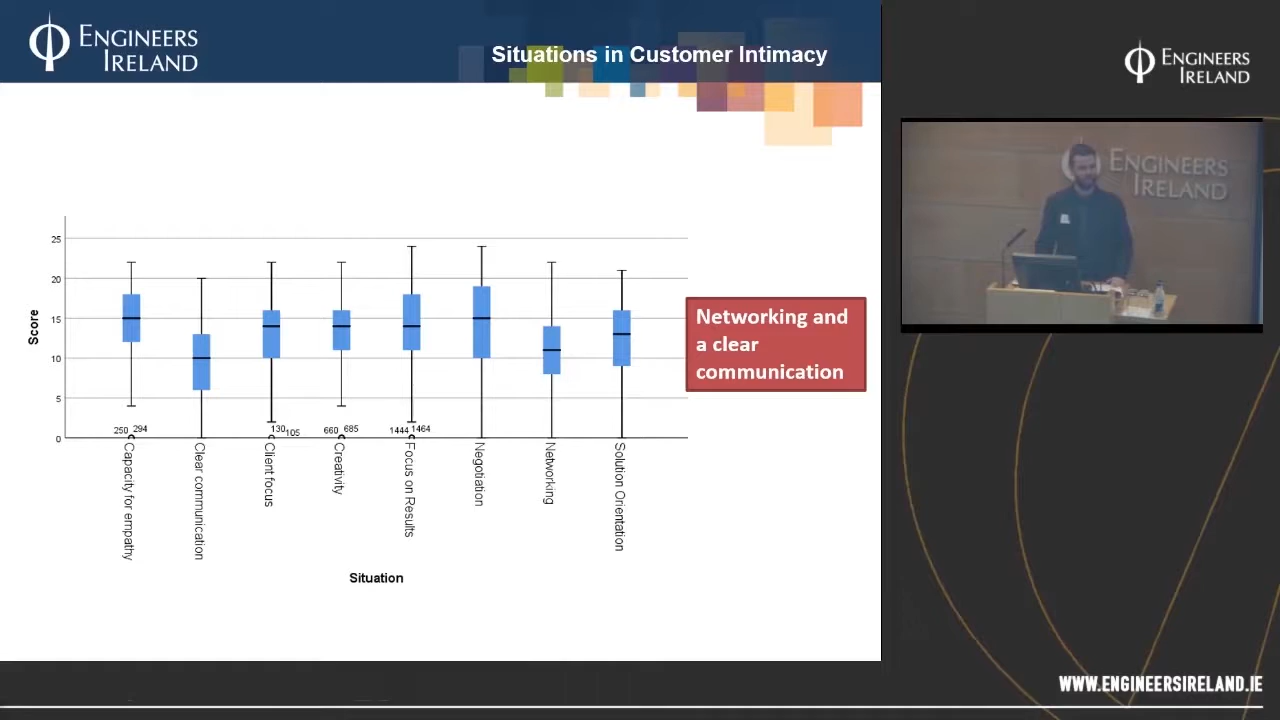 ENGINEERS
IRELAND
Situations in Customer Intimacy
ENGINEERS
IRELAND
ENGINEERS
IRELAND
Score
25
20
15
10
5
0
250 294
130 105
660 685
1444 1464
Capacity for empathy
Clear communication
Client focus
Creativity
Focus on Results
Negotiation
Networking
Solution Orientation
Situation
Networking and
a clear
communication
WWW.ENGINEERSIRELAND.IE